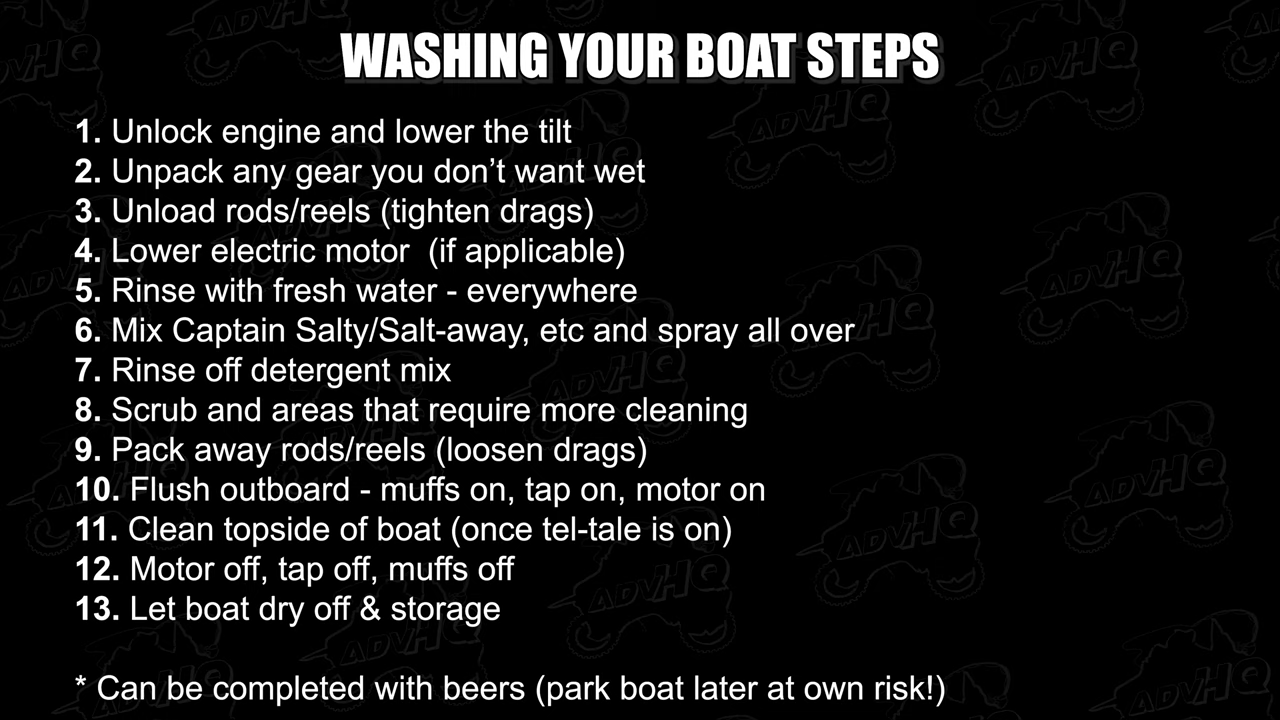 WASHING YOUR BOAT STEPS
1. Unlock engine and lower the tilt
2. Unpack any gear you don't want wet
3. Unload rods/reels (tighten drags)
4. Lower electric motor  (if applicable)
5. Rinse with fresh water - everywhere
6. Mix Captain Salty/Salt-away, etc and spray all over
7. Rinse off detergent mix
8. Scrub and areas that require more cleaning
9. Pack away rods/reels (loosen drags)
10. Flush outboard - muffs on, tap on, motor on
11. Clean topside of boat (once tel-tale is on)
12. Motor off, tap off, muffs off
13. Let boat dry off & storage
* Can be completed with beers (park boat later at own risk!)
ADVHQ